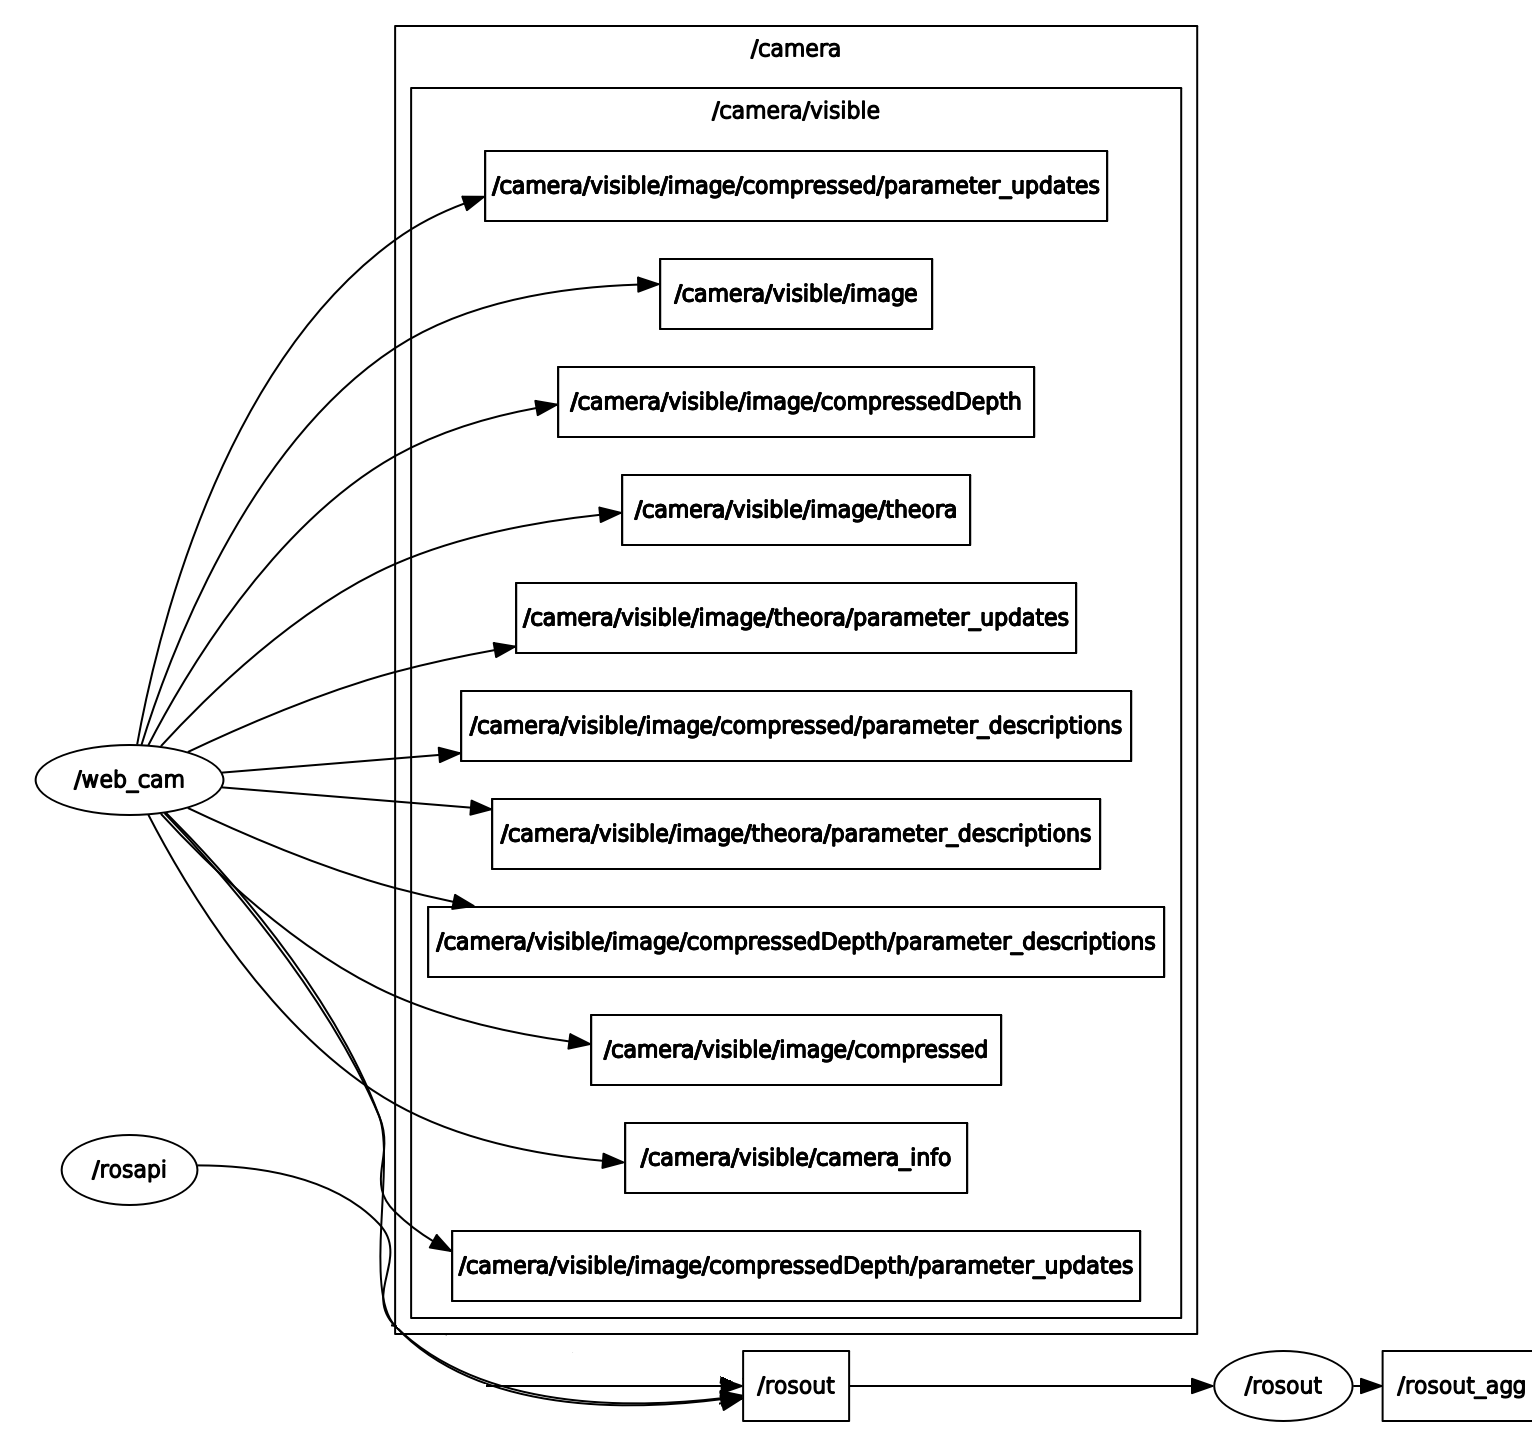 /camera
/camera/visible
/camera/visible/image/compressed/parameter_updates
/camera/visible/image
/camera/visible/image/compressedDepth
/camera/visible/image/theora
/camera/visible/image/theora/parameter_updates
/camera/visible/image/compressed/parameter_descriptions
/web_cam
/camera/visible/image/theora/parameter_descriptions
/camera/visible/image/compressedDepth/parameter_descriptions
/camera/visible/image/compressed
/camera/visible/camera_info
/rosapi
/camera/visible/image/compressedDepth/parameter_updates
/rosout
/rosout
/rosout_agg